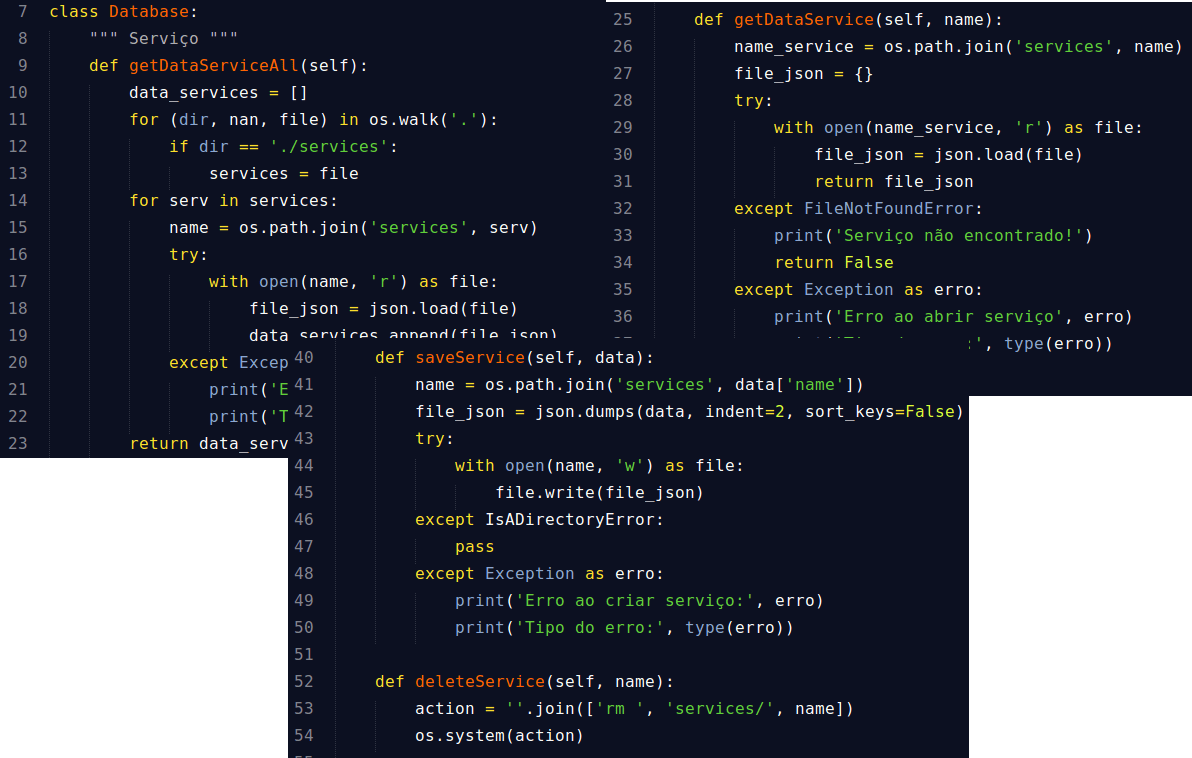 7 class Database:
8 """ Serviço """
9 def getDataServiceAll(self):
10 data_services = []
11 for (dir, nan, file) in os.walk('.'):
12 if dir == './services':
13 services = file
14 for serv in services:
15 name = os.path.join('services', serv)
16 try:
17 with open(name, 'r') as file:
18 file_json = json.load(file)
19 data_services.append(file_json)
20 except Excep
21 print('E
22 print('T
23 return data_serv
25 def getDataService(self, name):
26 name_service = os.path.join('services', name)
27 file_json = {}
28 try:
29 with open(name_service, 'r') as file:
30 file_json = json.load(file)
31 return file_json
32 except FileNotFoundError:
33 print('Serviço não encontrado!')
34 return False
35 except Exception as erro:
36 print('Erro ao abrir serviço', erro)
:', type(erro))
40 def saveService(self, data):
41 name = os.path.join('services', data['name'])
42 file_json = json.dumps(data, indent=2, sort_keys=False)
43 try:
44 with open(name, 'w') as file:
45 file.write(file_json)
46 except IsADirectoryError:
47 pass
48 except Exception as erro:
49 print('Erro ao criar serviço:', erro)
50 print('Tipo do erro:', type(erro))
51
52 def deleteService(self, name):
53 action = ''.join(['rm ', 'services/', name])
54 os.system(action)